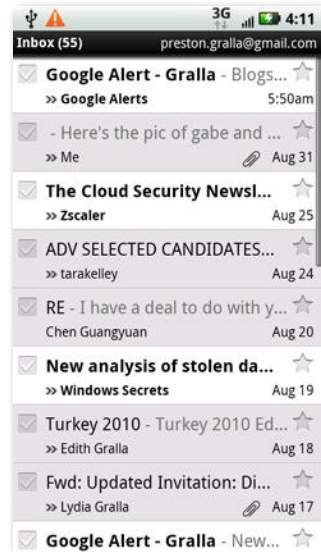 3G 4:11
Inbox (55) preston.gralla@gmail.com
Google Alert - Gralla - Blogs...
» Google Alerts 5:50am
- Here's the pic of gabe and ...
» Me Aug 31
The Cloud Security Newsl...
» Zscaler Aug 25
ADV SELECTED CANDIDATES...
» tarakelley Aug 24
RE - I have a deal to do with y...
Chen Guangyuan Aug 20
New analysis of stolen da...
» Windows Secrets Aug 19
Turkey 2010 - Turkey 2010 Ed...
» Edith Gralla Aug 18
Fwd: Updated Invitation: Di...
» Lydia Gralla Aug 17
Google Alert - Gralla - New...